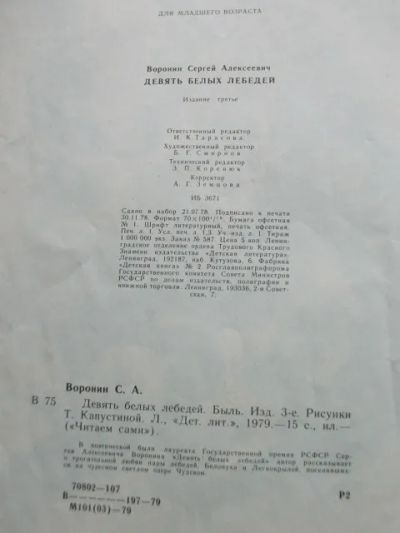 ДЛЯ МЛАДШЕГО ВОЗРАСТА
Воронин Сергей Алексеевич
ДЕВЯТЬ БЕЛЫХ ЛЕБЕДЕЙ
Издание третье
Ответственный редактор
И. К. Тарасова.
Художественный редактор
Б. Г. Смирнов
Технический редактор
З. П. Коренюк
Корректор
А. Г. Земцова
ИБ 3671
Сдано в набор 21.07.78. Подписано к печати
30.11.78. Формат 70×100¹/₁₆. Бумага офсетная
№ 1. Шрифт литературный, печать офсетная.
Печ. л. 1. Усл. печ. л. 1,3. Уч.-изд. л. 1. Тираж
1 000 000 экз. Заказ № 587. Цена 5 коп. Ленин-
градское отделение ордена Трудового Красного
Знамени издательства «Детская литература».
Ленинград, 192187, наб. Кутузова, 6. Фабрика
«Детская книга» № 2 Росглавполиграфпрома
Государственного комитета Совета Министров
РСФСР по делам издательств, полиграфии и
книжной торговли. Ленинград, 193036, 2-я Совет-
ская, 7.
Воронин С. А.
В 75
Девять белых лебедей. Быль. Изд. 3-е. Рисунки
Т. Капустиной. Л., «Дет. лит.», 1979.—15 с., ил.—
(«Читаем сами»).
В поэтической были лауреата Государственной премии РСФСР Сер-
гея Алексеевича Воронина «Девять белых лебедей» автор рассказывает
о трогательной любви пары лебедей, Белокуна и Легкокрылой, поселивших-
ся на чудесном светлом озере Чудском.
70802—107
В————197—79
М101(03)—79
Р2